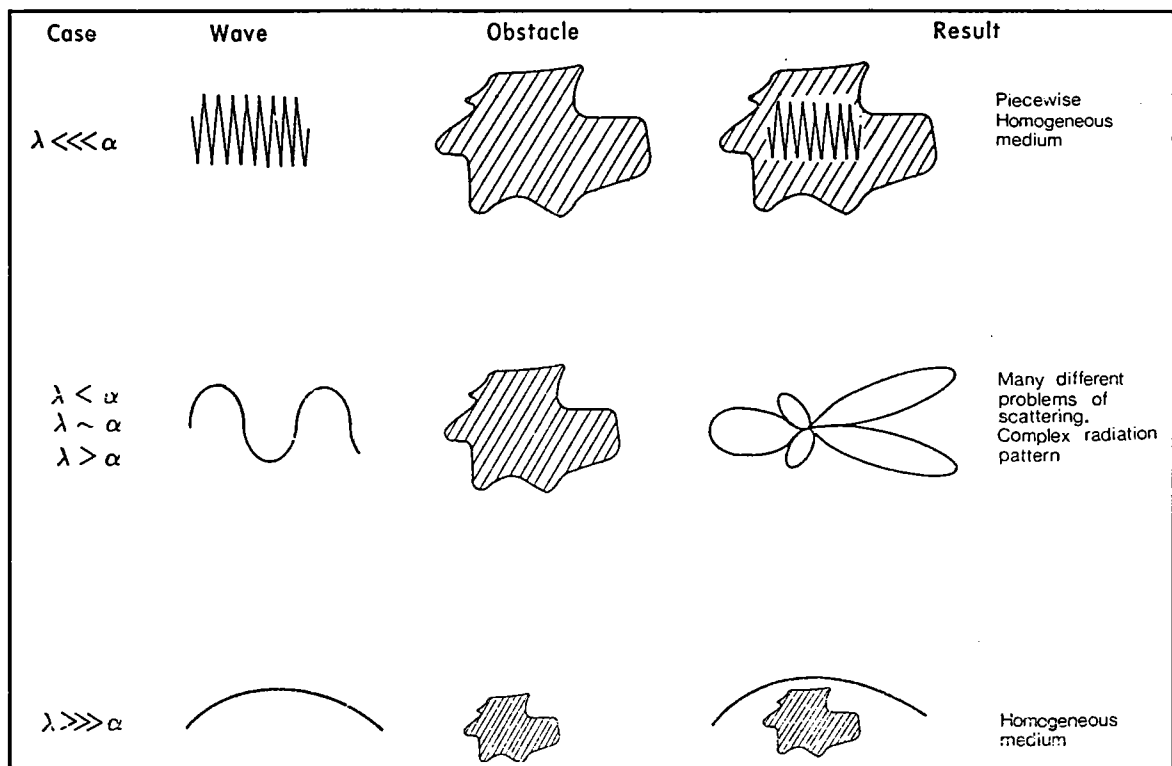 Case Wave Obstacle Result
λ <<< α
Piecewise
Homogeneous
medium
λ < α
λ ~ α
λ > α
Many different
problems of
scattering.
Complex radiation
pattern
λ >>> α
Homogeneous
medium